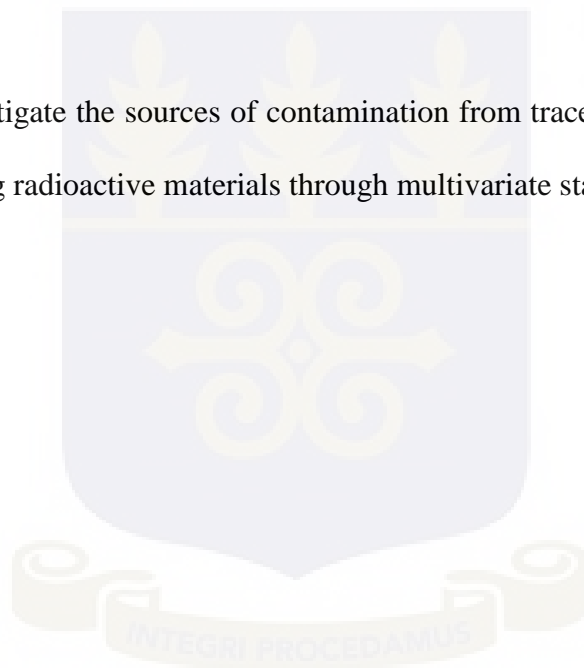 tigate the sources of contamination from trace
g radioactive materials through multivariate sta
INTEGRI PROCEDAMUS